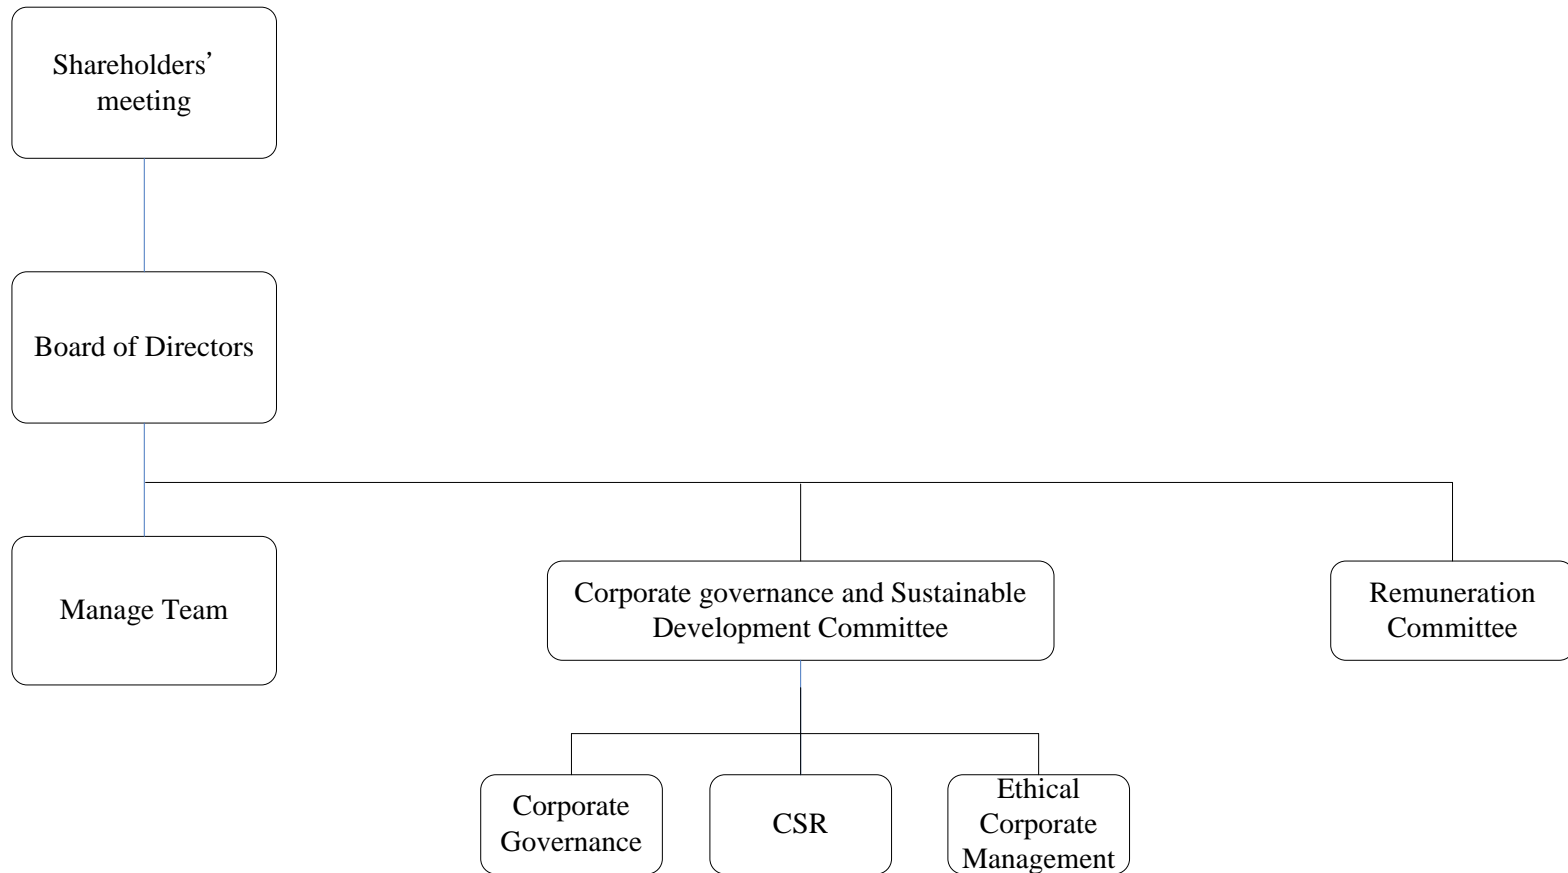 Shareholders’
meeting
Board of Directors
Manage Team
Corporate governance and Sustainable
Development Committee
Remuneration
Committee
Corporate
Governance
CSR
Ethical
Corporate
Management